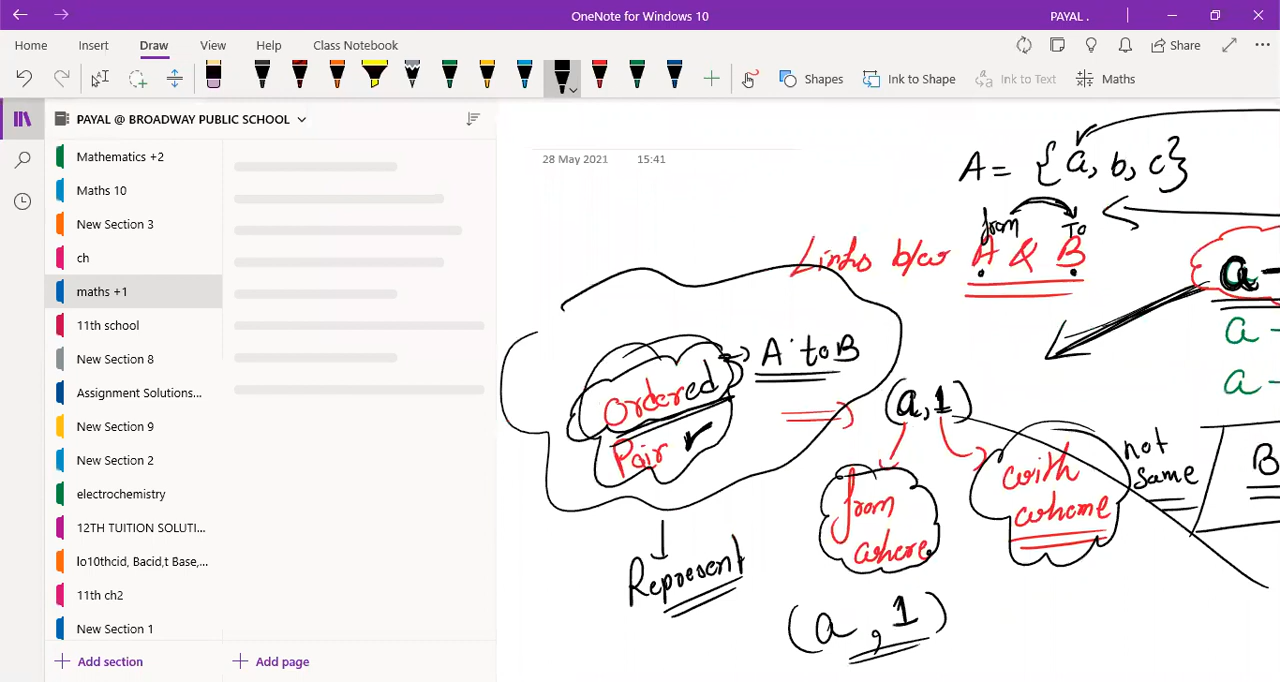 OneNote for Windows 10
PAYAL .
Home Insert Draw View Help Class Notebook
Share
Shapes Ink to Shape Ink to Text Maths
PAYAL @ BROADWAY PUBLIC SCHOOL
Mathematics +2
Maths 10
New Section 3
ch
maths +1
11th school
New Section 8
Assignment Solutions...
New Section 9
New Section 2
electrochemistry
12TH TUITION SOLUTI...
lo10thcid, Bacid,t Base,...
11th ch2
New Section 1
Add section
Add page
28 May 2021 15:41
A = {a, b, c}
from To
Links b/w A & B
a -
a -
a -
Ordered
Pair
A to B
(a, 1)
from
where
with
whome
not
same
B
Represent
(a, 1)